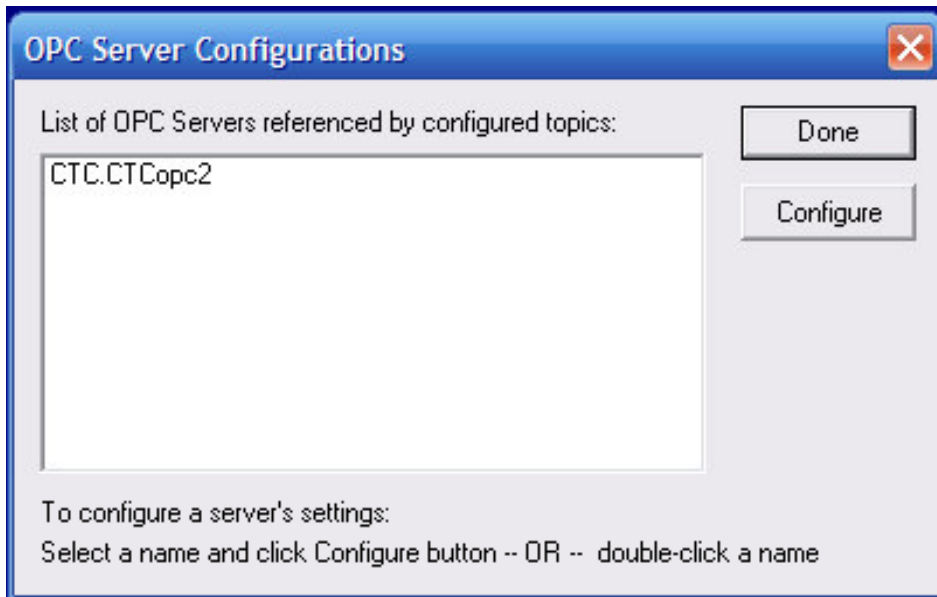 OPC Server Configurations
List of OPC Servers referenced by configured topics:
Done
CTC.CTCopc2
Configure
To configure a server's settings:
Select a name and click Configure button -- OR -- double-click a name